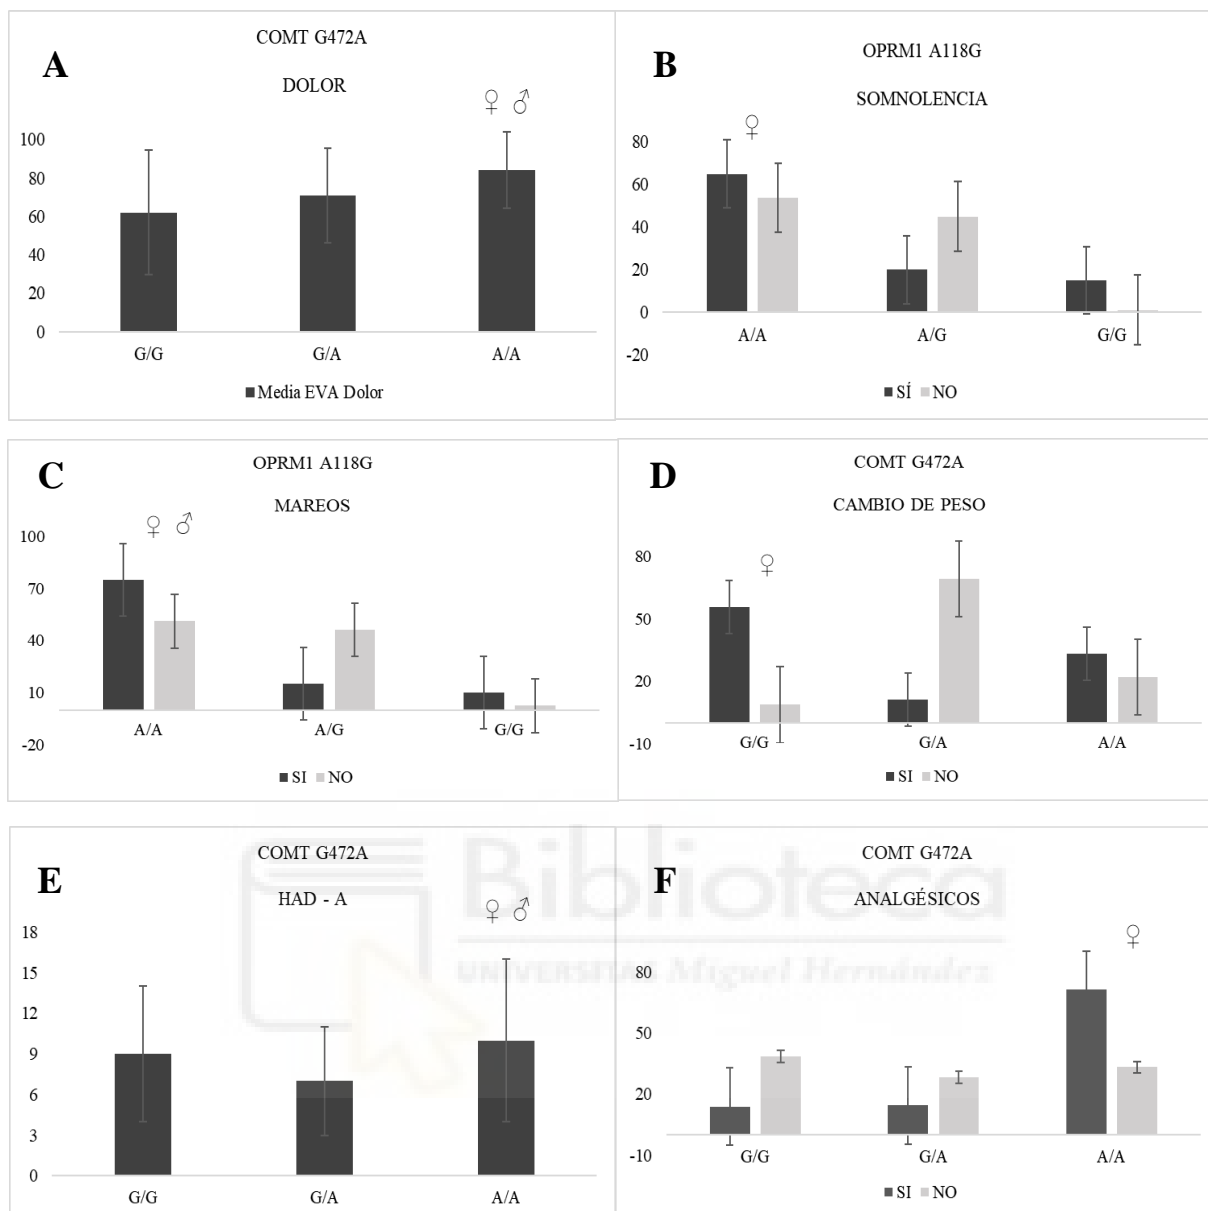 A
COMT G472A
DOLOR
♀ ♂
100
80
60
40
20
0
G/G G/A A/A
Media EVA Dolor
B
OPRM1 A118G
SOMNOLENCIA
♀
80
60
40
20
0
-20
A/A A/G G/G
SÍ NO
C
OPRM1 A118G
MAREOS
♀ ♂
100
70
40
10
-20
A/A A/G G/G
SI NO
D
COMT G472A
CAMBIO DE PESO
♀
80
50
20
-10
G/G G/A A/A
SI NO
E
COMT G472A
HAD - A
♀ ♂
18
15
12
9
6
3
0
G/G G/A A/A
F
COMT G472A
ANALGÉSICOS
♀
80
50
20
-10
G/G G/A A/A
SI NO
Biblioteca
UNIVERSITAS Miguel Hernández